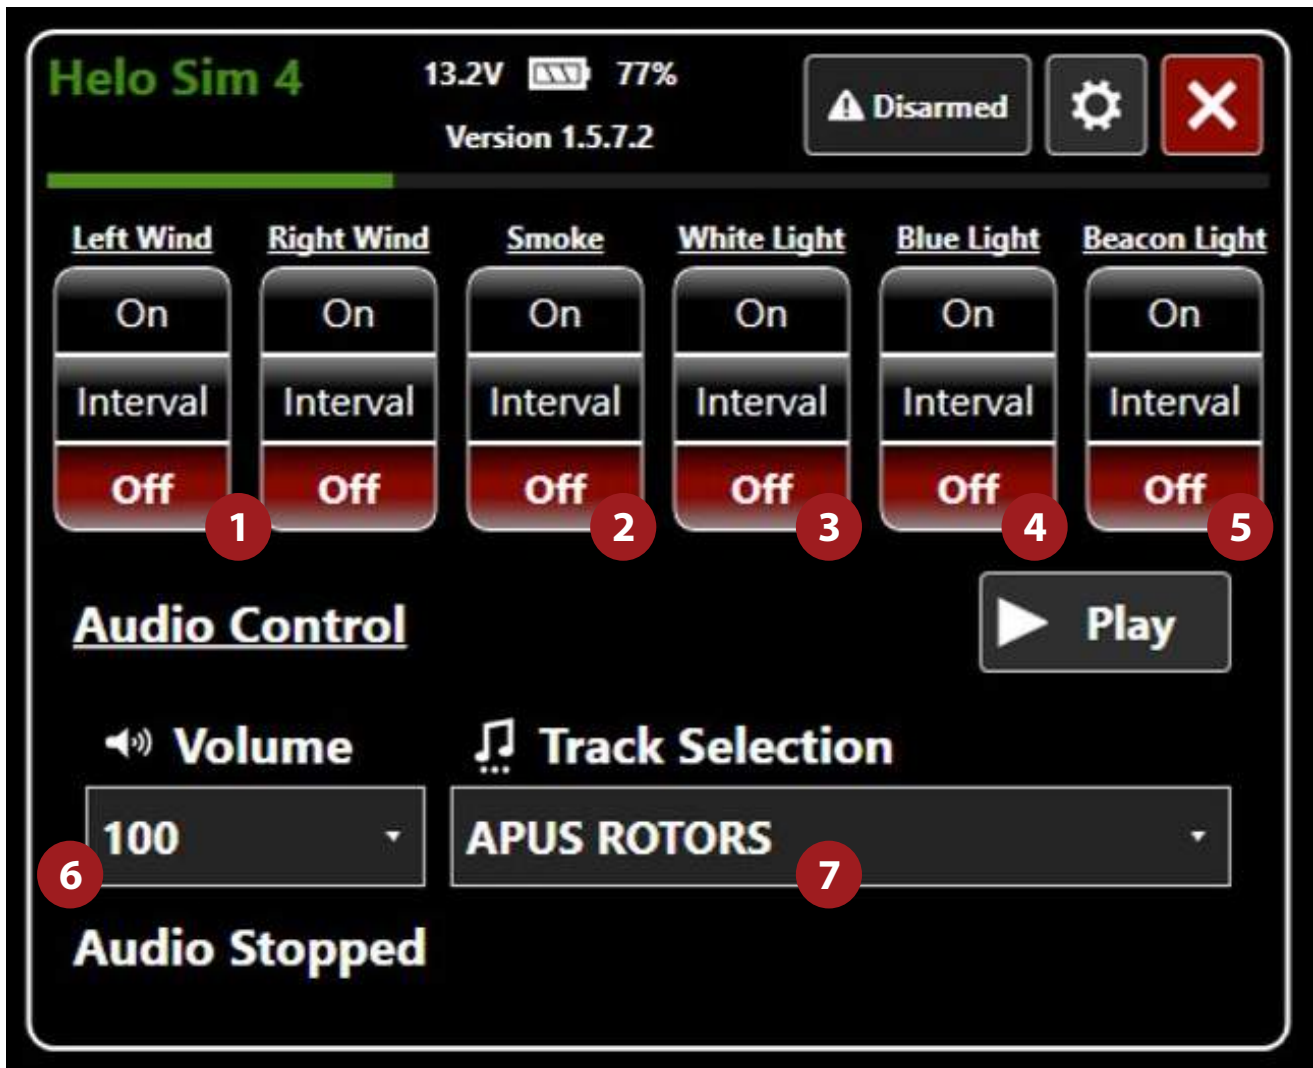 Helo Sim 4
13.2V 77%
Version 1.5.7.2
Disarmed
Left Wind Right Wind Smoke White Light Blue Light Beacon Light
On On On On On On
Interval Interval Interval Interval Interval Interval
Off Off Off Off Off Off
1 2 3 4 5
Audio Control
Play
Volume Track Selection
100 APUS ROTORS
6 7
Audio Stopped